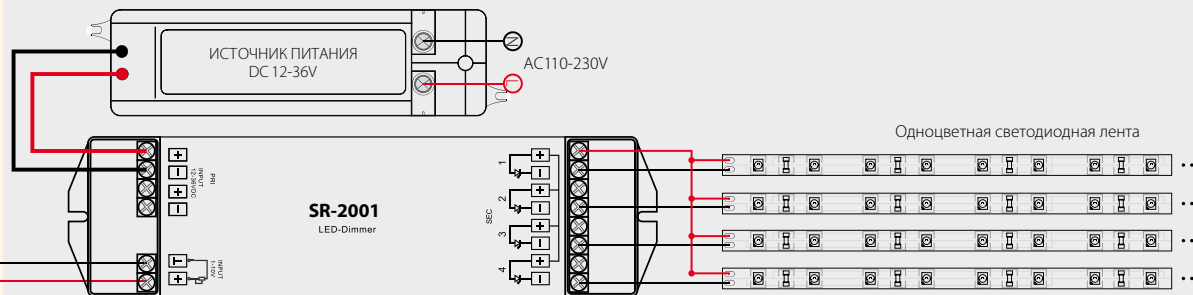 ИСТОЧНИК ПИТАНИЯ
DC 12-36V
N
L
AC110-230V
Одноцветная светодиодная лента
+
−
+
−
PRI
INPUT
12-36VDC
SR-2001
LED-Dimmer
SEC
1
+
−
2
+
−
3
+
−
4
+
−
−
+
INPUT
1-10V